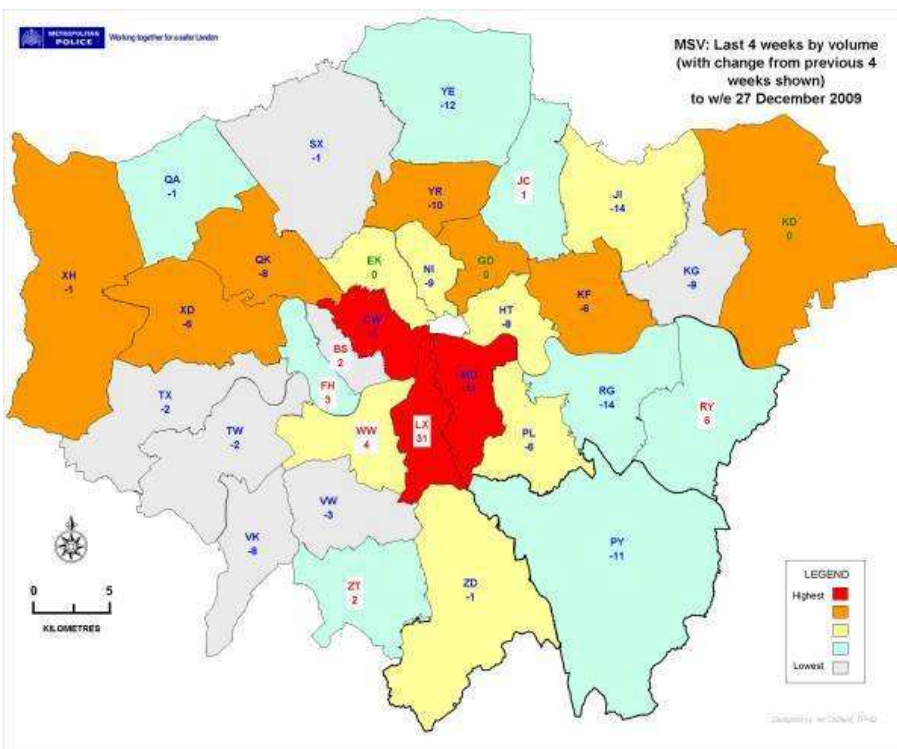 METROPOLITAN
POLICE
Working together for a safer London
MSV: Last 4 weeks by volume
(with change from previous 4
weeks shown)
to w/e 27 December 2009
YE
-12
SX
-1
QA
-1
YR
-10
JC
1
JI
-14
KD
0
XH
-1
QK
-8
EK
0
NI
-9
GD
0
KF
-6
KG
-9
XD
-6
HT
-8
CW
BS
2
MD
FH
3
TX
-2
TW
-2
WW
4
LX
31
PL
-6
RG
-14
RY
6
VW
-3
VK
-8
ZT
2
ZD
-1
PY
-11
0
5
KILOMETRES
LEGEND
Highest
Lowest